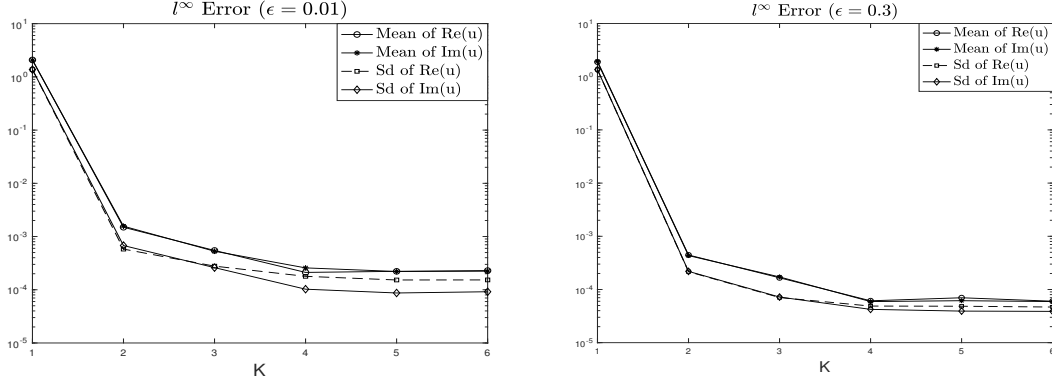 l^∞ Error (ϵ = 0.01)
10^1
10^0
10^-1
10^-2
10^-3
10^-4
10^-5
Mean of Re(u)
Mean of Im(u)
Sd of Re(u)
Sd of Im(u)
1 2 3 4 5 6
K
l^∞ Error (ϵ = 0.3)
10^1
10^0
10^-1
10^-2
10^-3
10^-4
10^-5
Mean of Re(u)
Mean of Im(u)
Sd of Re(u)
Sd of Im(u)
1 2 3 4 5 6
K